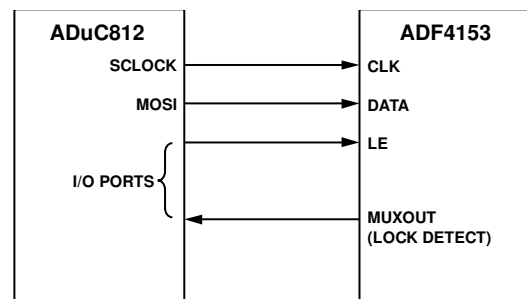 ADuC812
ADF4153
SCLOCK
CLK
MOSI
DATA
LE
I/O PORTS
MUXOUT
(LOCK DETECT)